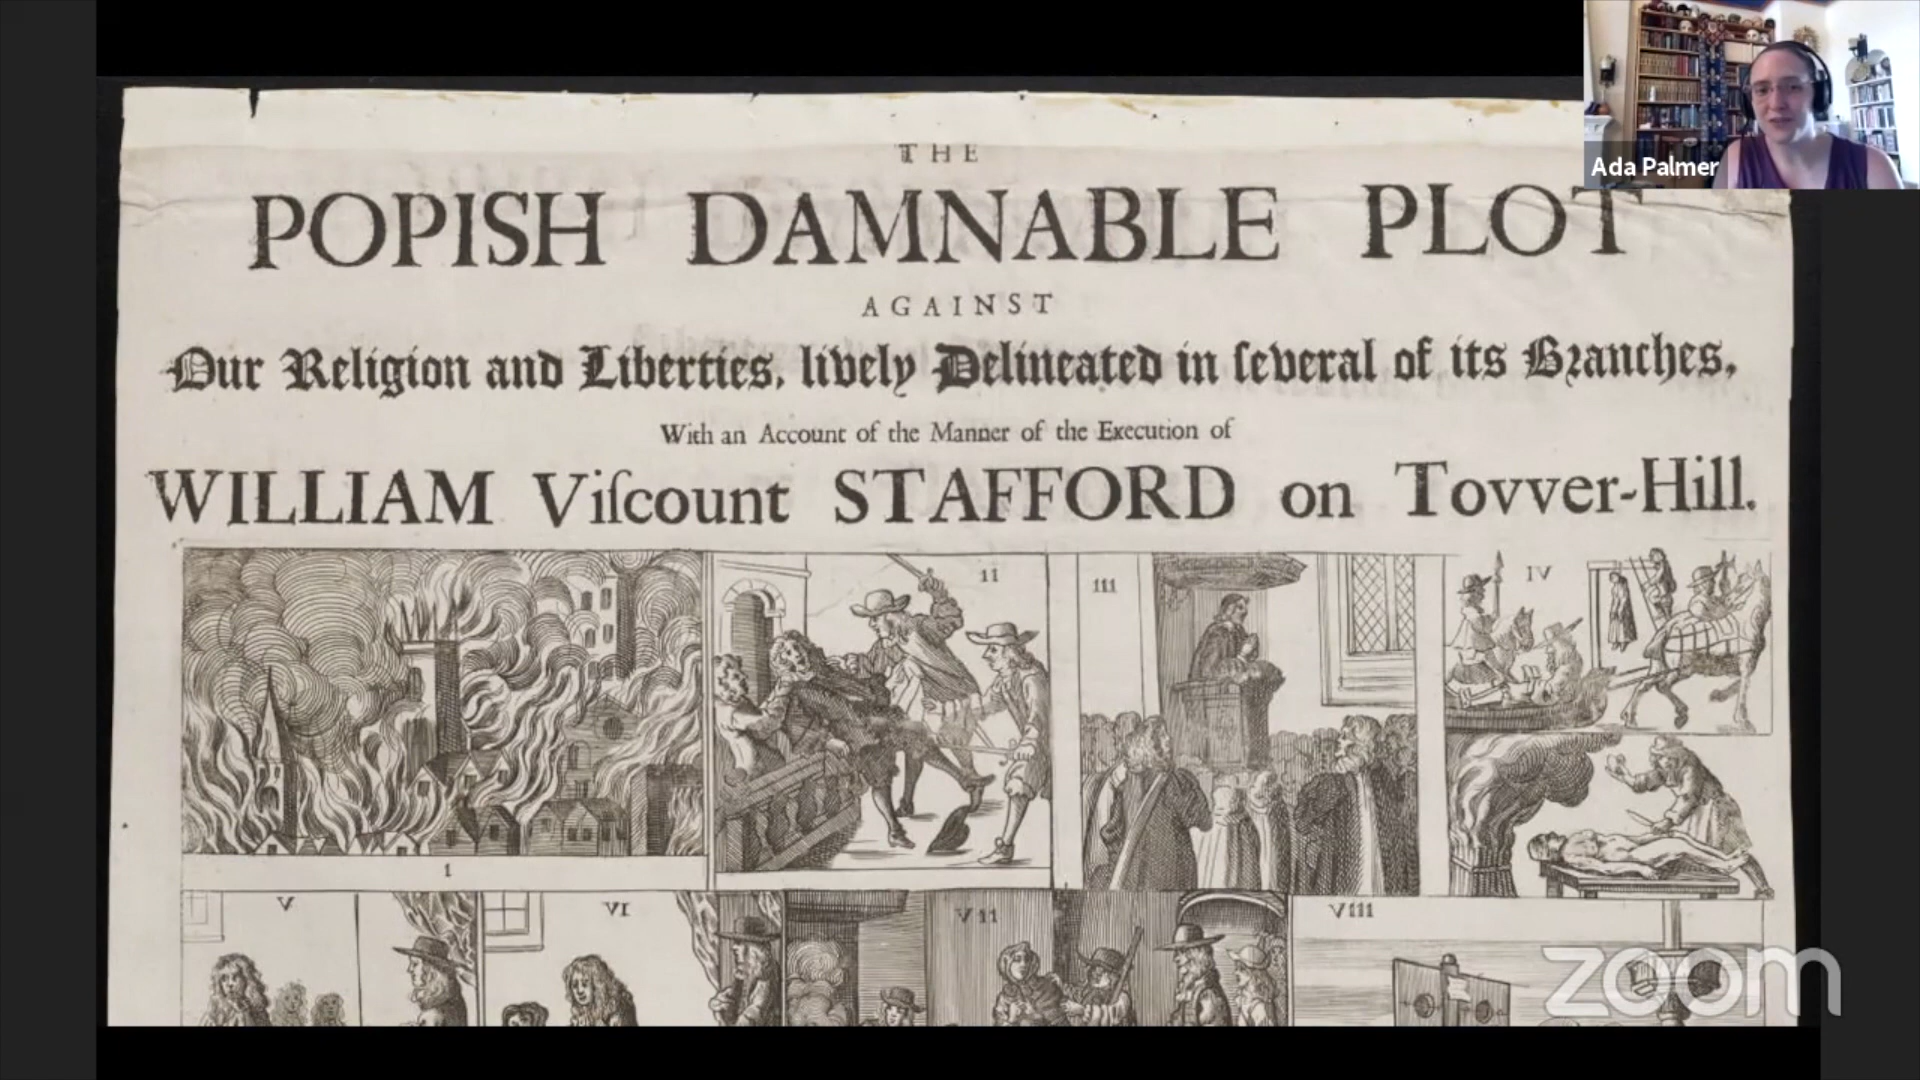 THE
POPISH DAMNABLE PLOT
AGAINST
Our Religion and Liberties, lively Delineated in ſeveral of its Branches,
With an Account of the Manner of the Execution of
WILLIAM Viſcount STAFFORD on Tovver-Hill.
I
II
III
IV
V
VI
VII
VIII
Ada Palmer
zoom